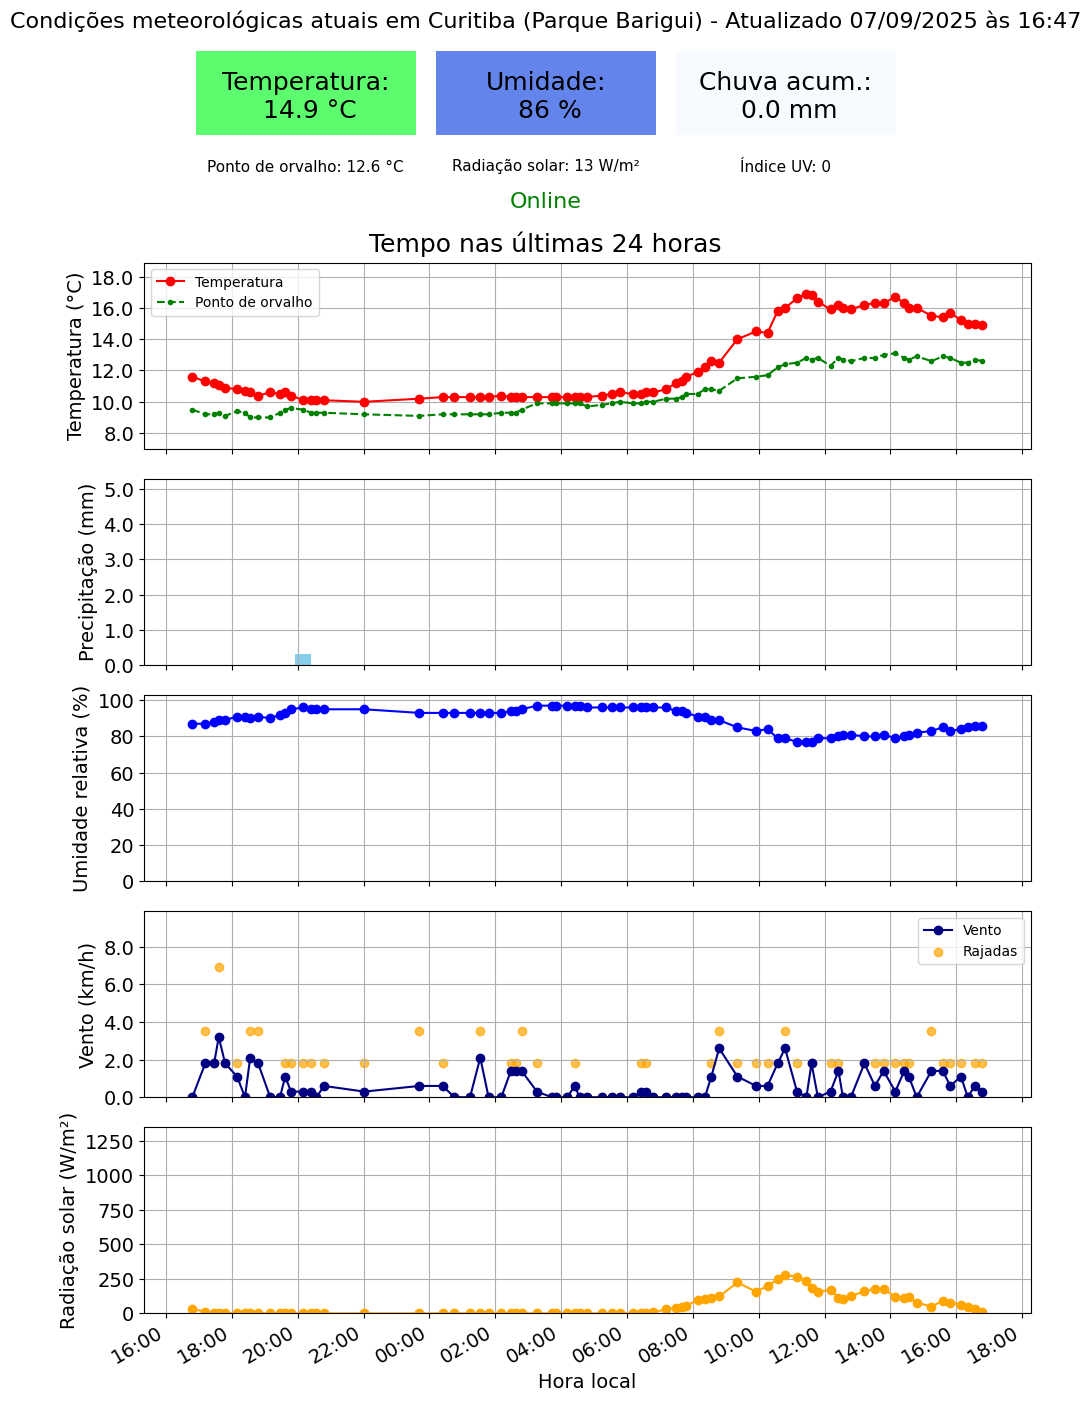 Condições meteorológicas atuais em Curitiba (Parque Barigui) - Atualizado 07/09/2025 às 16:47
Temperatura:
14.9 °C
Umidade:
86 %
Chuva acum.:
0.0 mm
Ponto de orvalho: 12.6 °C
Radiação solar: 13 W/m²
Índice UV: 0
Online
Tempo nas últimas 24 horas
Temperatura (°C)
18.0
16.0
14.0
12.0
10.0
8.0
Temperatura
Ponto de orvalho
Precipitação (mm)
5.0
4.0
3.0
2.0
1.0
0.0
Umidade relativa (%)
100
80
60
40
20
0
Vento (km/h)
8.0
6.0
4.0
2.0
0.0
Vento
Rajadas
Radiação solar (W/m²)
1250
1000
750
500
250
0
16:00
18:00
20:00
22:00
00:00
02:00
04:00
06:00
08:00
10:00
12:00
14:00
16:00
18:00
Hora local